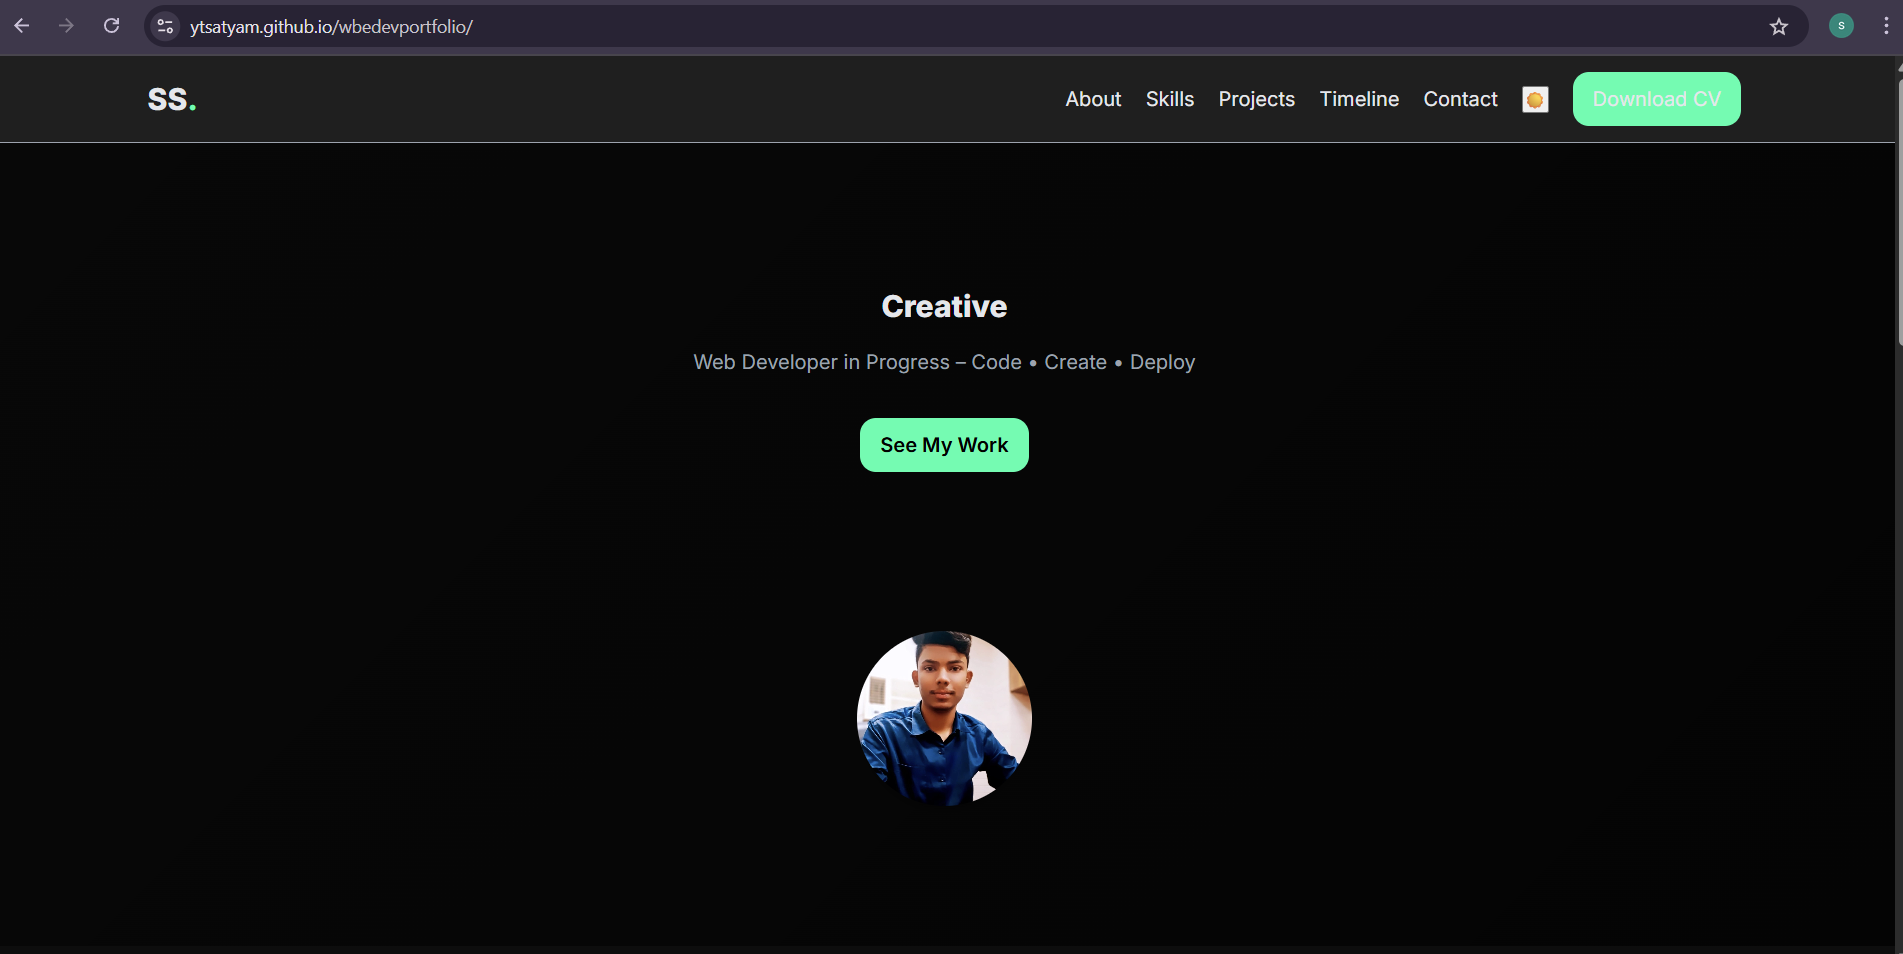 ytsatyam.github.io/wbedevportfolio/
S
SS.
About Skills Projects Timeline Contact Download CV
Creative
Web Developer in Progress – Code • Create • Deploy
See My Work